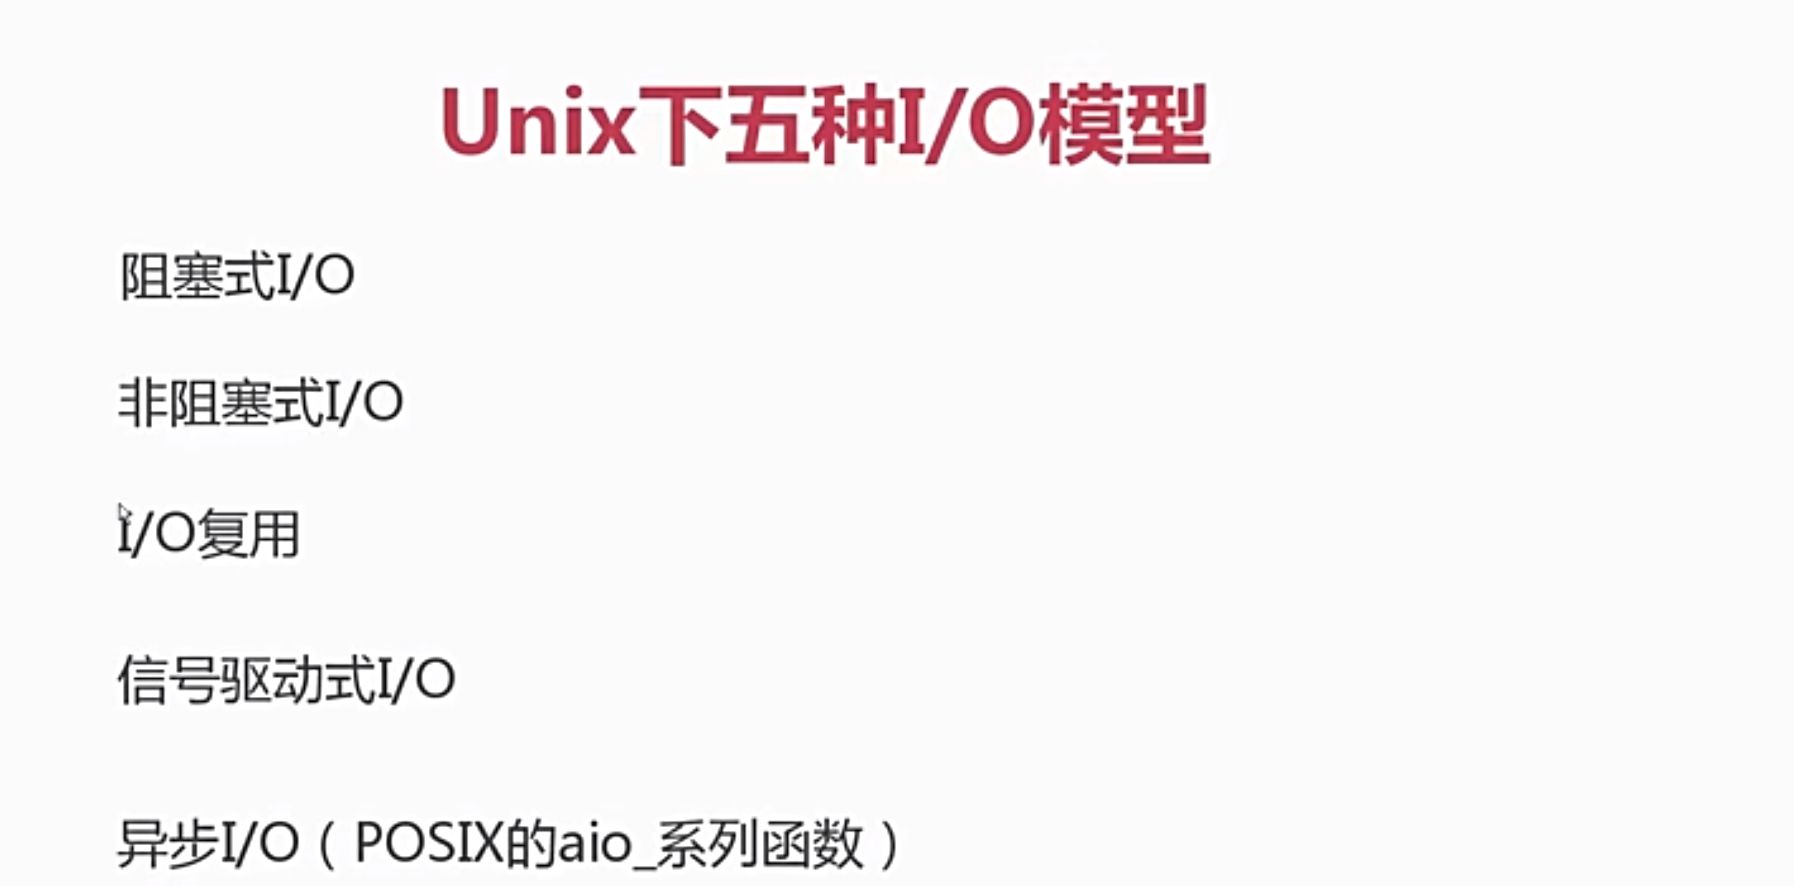 Unix下五种I/O模型
阻塞式I/O
非阻塞式I/O
I/O复用
信号驱动式I/O
异步I/O（POSIX的aio_系列函数）